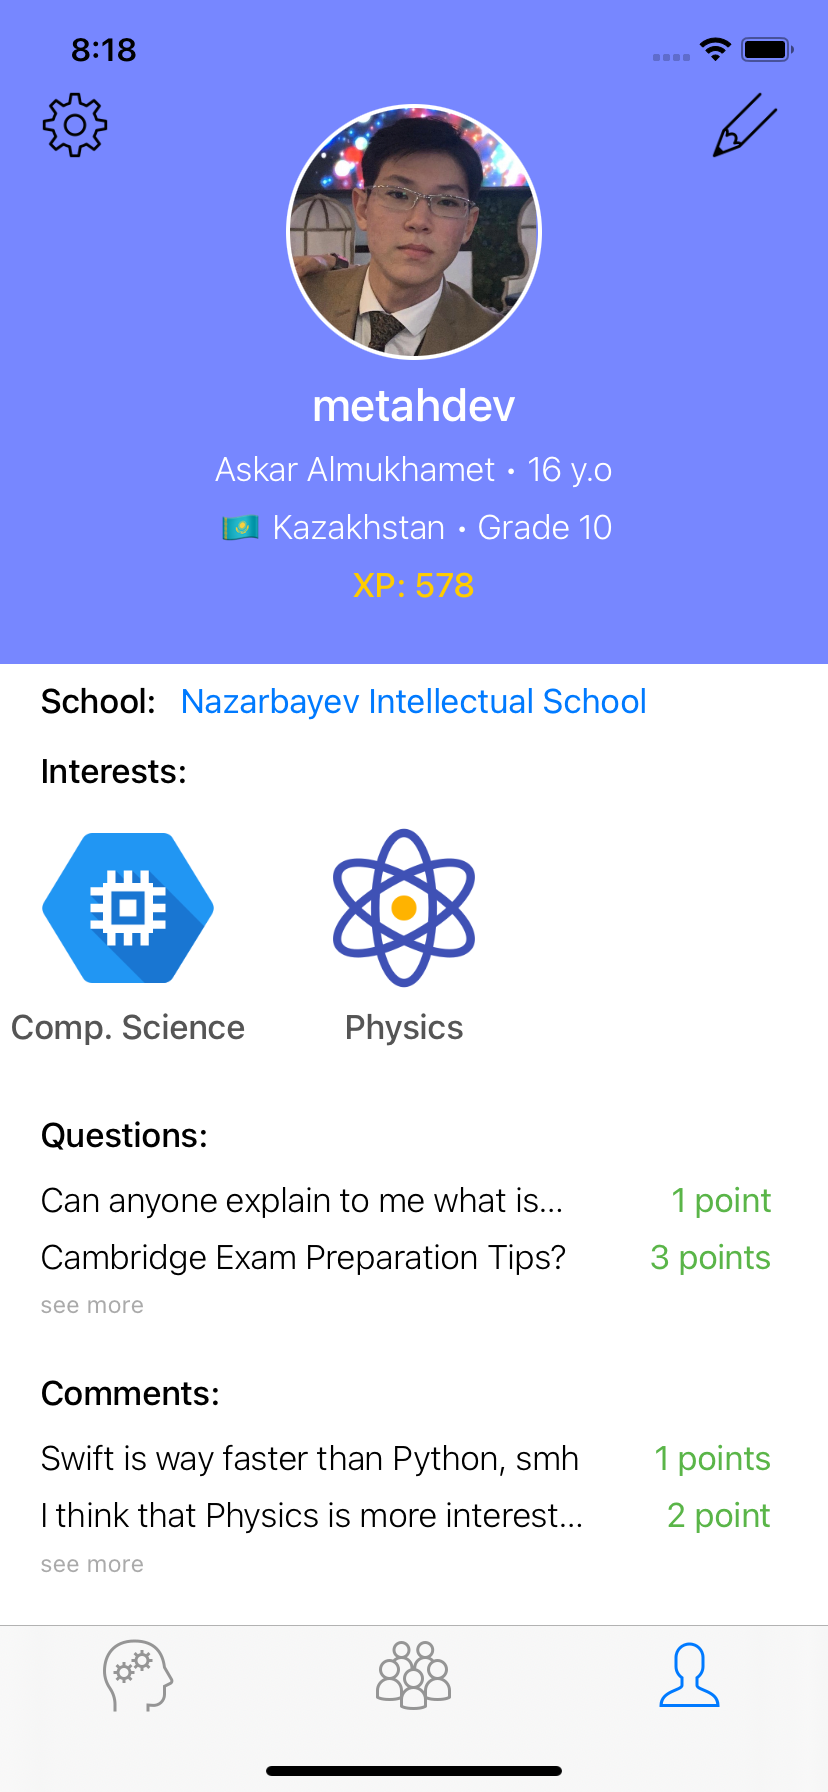 8:18
metahdev
Askar Almukhamet • 16 y.o
🇰🇿 Kazakhstan • Grade 10
XP: 578
School: Nazarbayev Intellectual School
Interests:
Comp. Science Physics
Questions:
Can anyone explain to me what is... 1 point
Cambridge Exam Preparation Tips? 3 points
see more
Comments:
Swift is way faster than Python, smh 1 points
I think that Physics is more interest... 2 point
see more